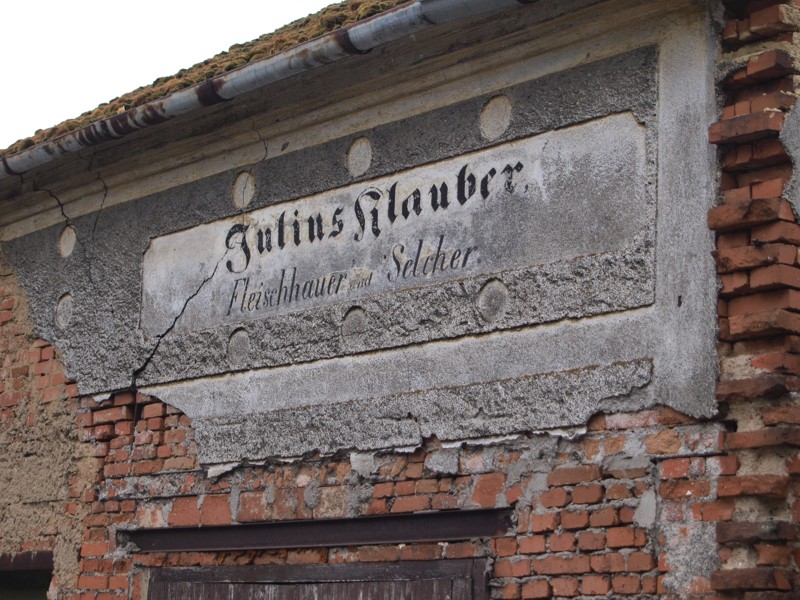 Julius Klauber.
Fleischhauer und Selcher.